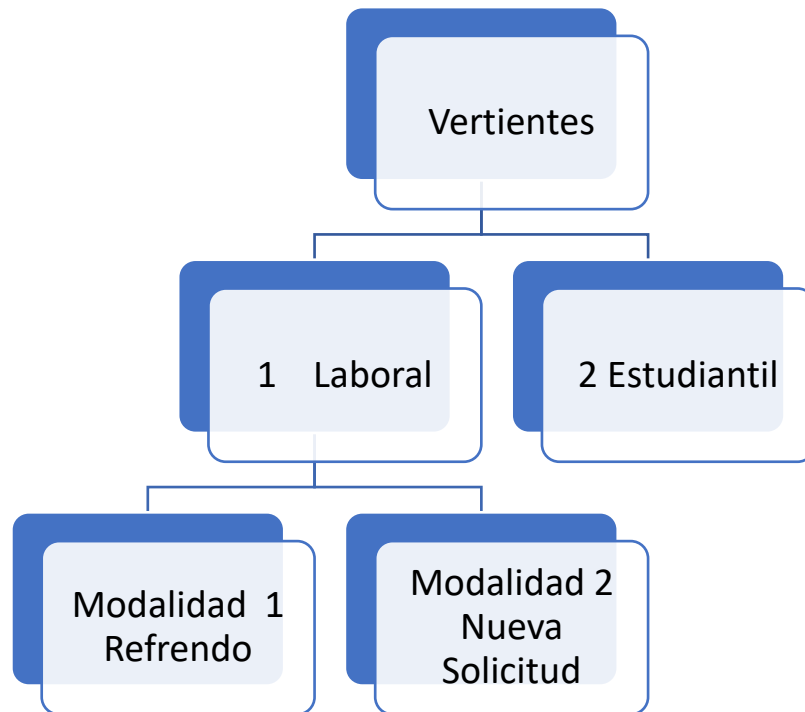 Vertientes
1 Laboral
2 Estudiantil
Modalidad 1
Refrendo
Modalidad 2
Nueva
Solicitud